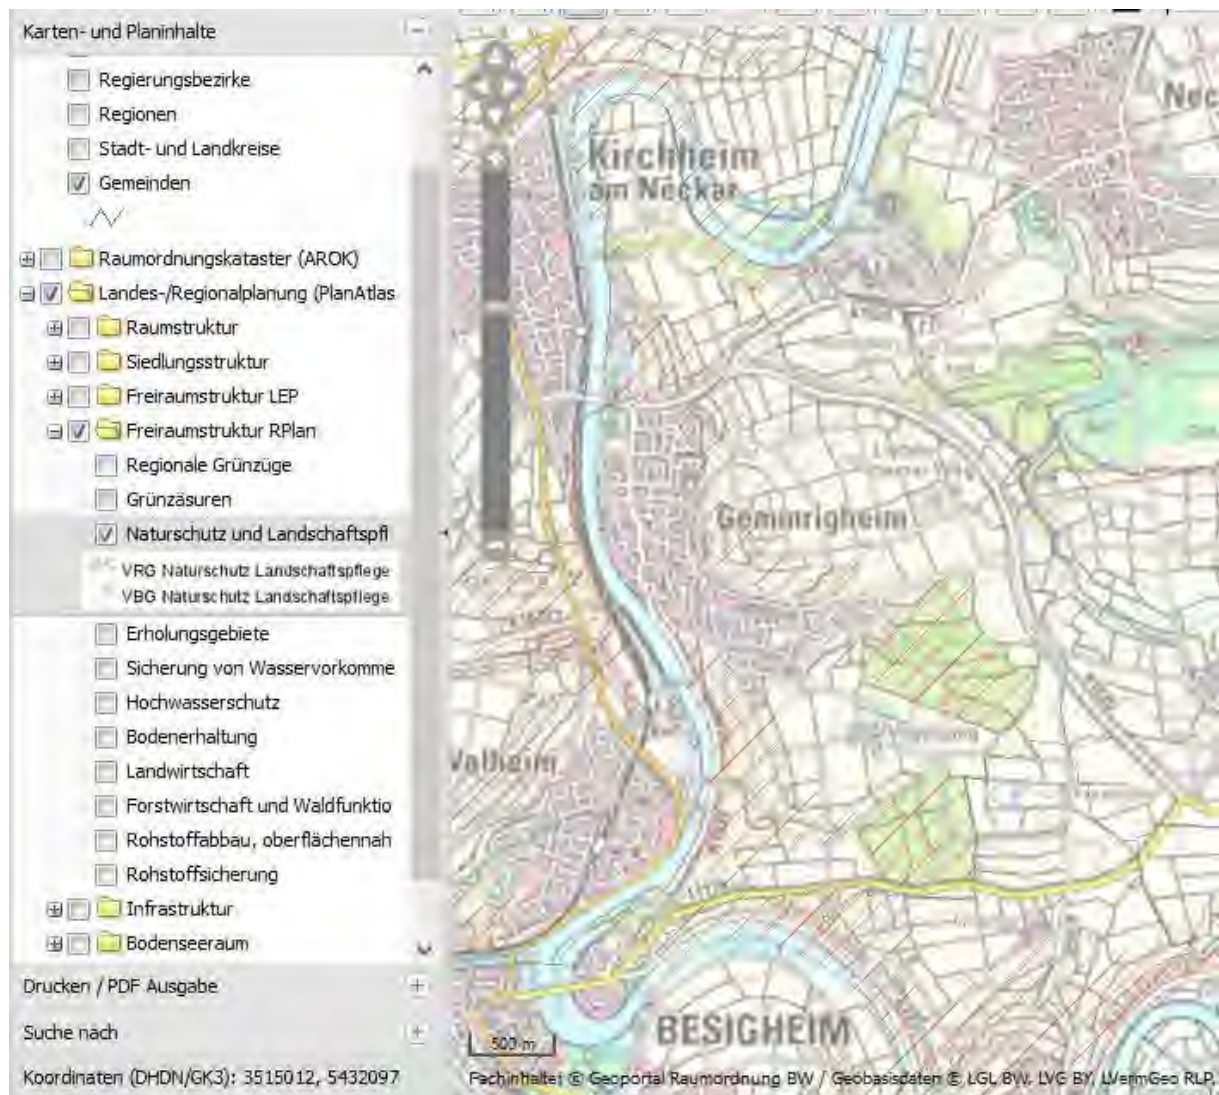 Karten- und Planinhalte
Regierungsbezirke
Regionen
Stadt- und Landkreise
Gemeinden
Raumordnungskataster (AROK)
Landes-/Regionalplanung (PlanAtlas
Raumstruktur
Siedlungsstruktur
Freiraumstruktur LEP
Freiraumstruktur RPlan
Regionale Grünzüge
Grünzäsuren
Naturschutz und Landschaftspfl
VRG Naturschutz Landschaftspflege
VBG Naturschutz Landschaftspflege
Erholungsgebiete
Sicherung von Wasservorkomme
Hochwasserschutz
Bodenerhaltung
Landwirtschaft
Forstwirtschaft und Waldfunktio
Rohstoffabbau, oberflächennah
Rohstoffsicherung
Infrastruktur
Bodenseeraum
Drucken / PDF Ausgabe
Suche nach
Koordinaten (DHDN/GK3): 3515012, 5432097
Nec
Kirchheim
am Neckar
Gemmrigheim
Walheim
BESIGHEIM
500 m
Fachinhalte: © Geoportal Raumordnung BW / Geobasisdaten © LGL BW, LVG BY, LVermGeo RLP,